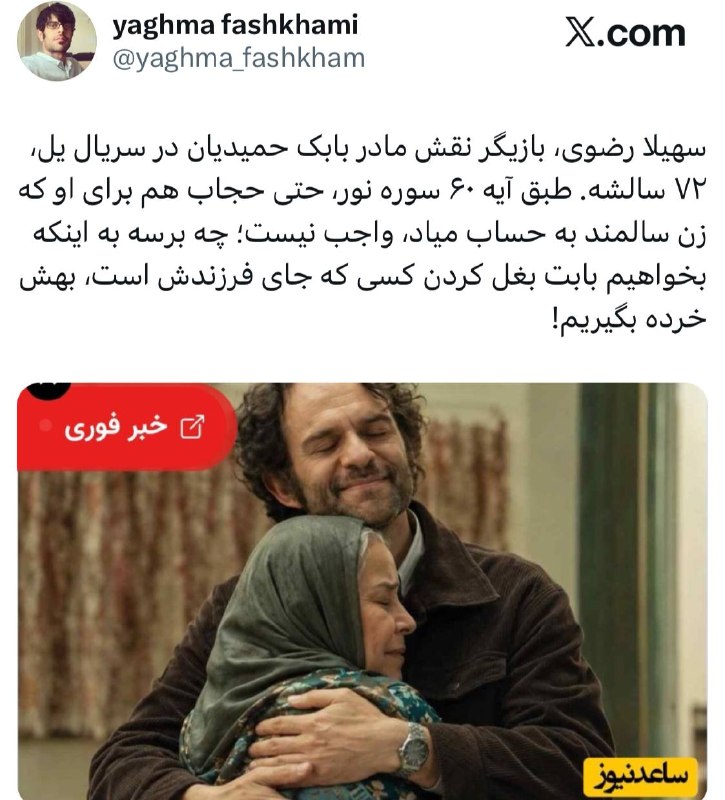 yaghma fashkhami
@yaghma_fashkham
X.com
سهیلا رضوی، بازیگر نقش مادر بابک حمیدیان در سریال یل،
۷۲ سالشه. طبق آیه ۶۰ سوره نور، حتی حجاب هم برای او که
زن سالمند به حساب میاد، واجب نیست؛ چه برسه به اینکه
بخواهیم بابت بغل کردن کسی که جای فرزندش است، بهش
خرده بگیریم!
خبر فوری
ساعدنیوز